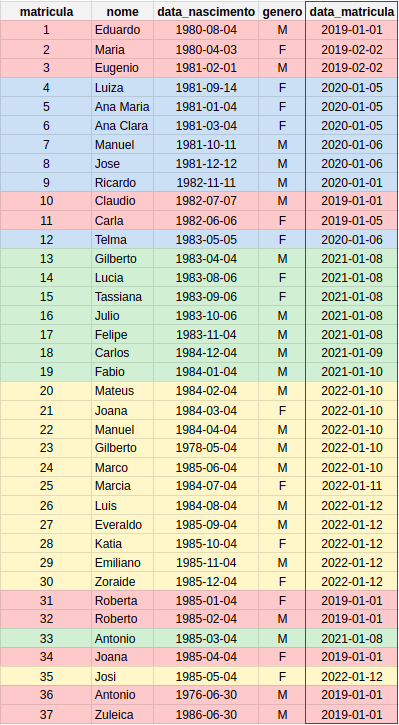 matricula nome data_nascimento genero data_matricula
1 Eduardo 1980-08-04 M 2019-01-01
2 Maria 1980-04-03 F 2019-02-02
3 Eugenio 1981-02-01 M 2019-02-02
4 Luiza 1981-09-14 F 2020-01-05
5 Ana Maria 1981-01-04 F 2020-01-05
6 Ana Clara 1981-03-04 F 2020-01-05
7 Manuel 1981-10-11 M 2020-01-06
8 Jose 1981-12-12 M 2020-01-06
9 Ricardo 1982-11-11 M 2020-01-01
10 Claudio 1982-07-07 M 2019-01-01
11 Carla 1982-06-06 F 2019-01-05
12 Telma 1983-05-05 F 2020-01-06
13 Gilberto 1983-04-04 M 2021-01-08
14 Lucia 1983-08-06 F 2021-01-08
15 Tassiana 1983-09-06 F 2021-01-08
16 Julio 1983-10-06 M 2021-01-08
17 Felipe 1983-11-04 M 2021-01-08
18 Carlos 1984-12-04 M 2021-01-09
19 Fabio 1984-01-04 M 2021-01-10
20 Mateus 1984-02-04 M 2022-01-10
21 Joana 1984-03-04 F 2022-01-10
22 Manuel 1984-04-04 M 2022-01-10
23 Gilberto 1978-05-04 M 2022-01-10
24 Marco 1985-06-04 M 2022-01-10
25 Marcia 1984-07-04 F 2022-01-11
26 Luis 1984-08-04 M 2022-01-12
27 Everaldo 1985-09-04 M 2022-01-12
28 Katia 1985-10-04 F 2022-01-12
29 Emiliano 1985-11-04 M 2022-01-12
30 Zoraide 1985-12-04 F 2022-01-12
31 Roberta 1985-01-04 F 2019-01-01
32 Roberto 1985-02-04 M 2019-01-01
33 Antonio 1985-03-04 M 2021-01-08
34 Joana 1985-04-04 F 2019-01-01
35 Josi 1985-05-04 F 2022-01-12
36 Antonio 1976-06-30 M 2019-01-01
37 Zuleica 1986-06-30 M 2019-01-01